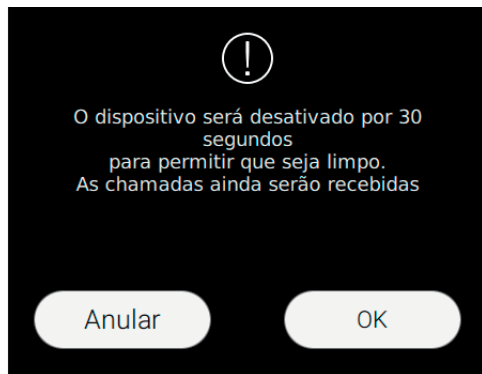 O dispositivo será desativado por 30
segundos
para permitir que seja limpo.
As chamadas ainda serão recebidas
Anular
OK